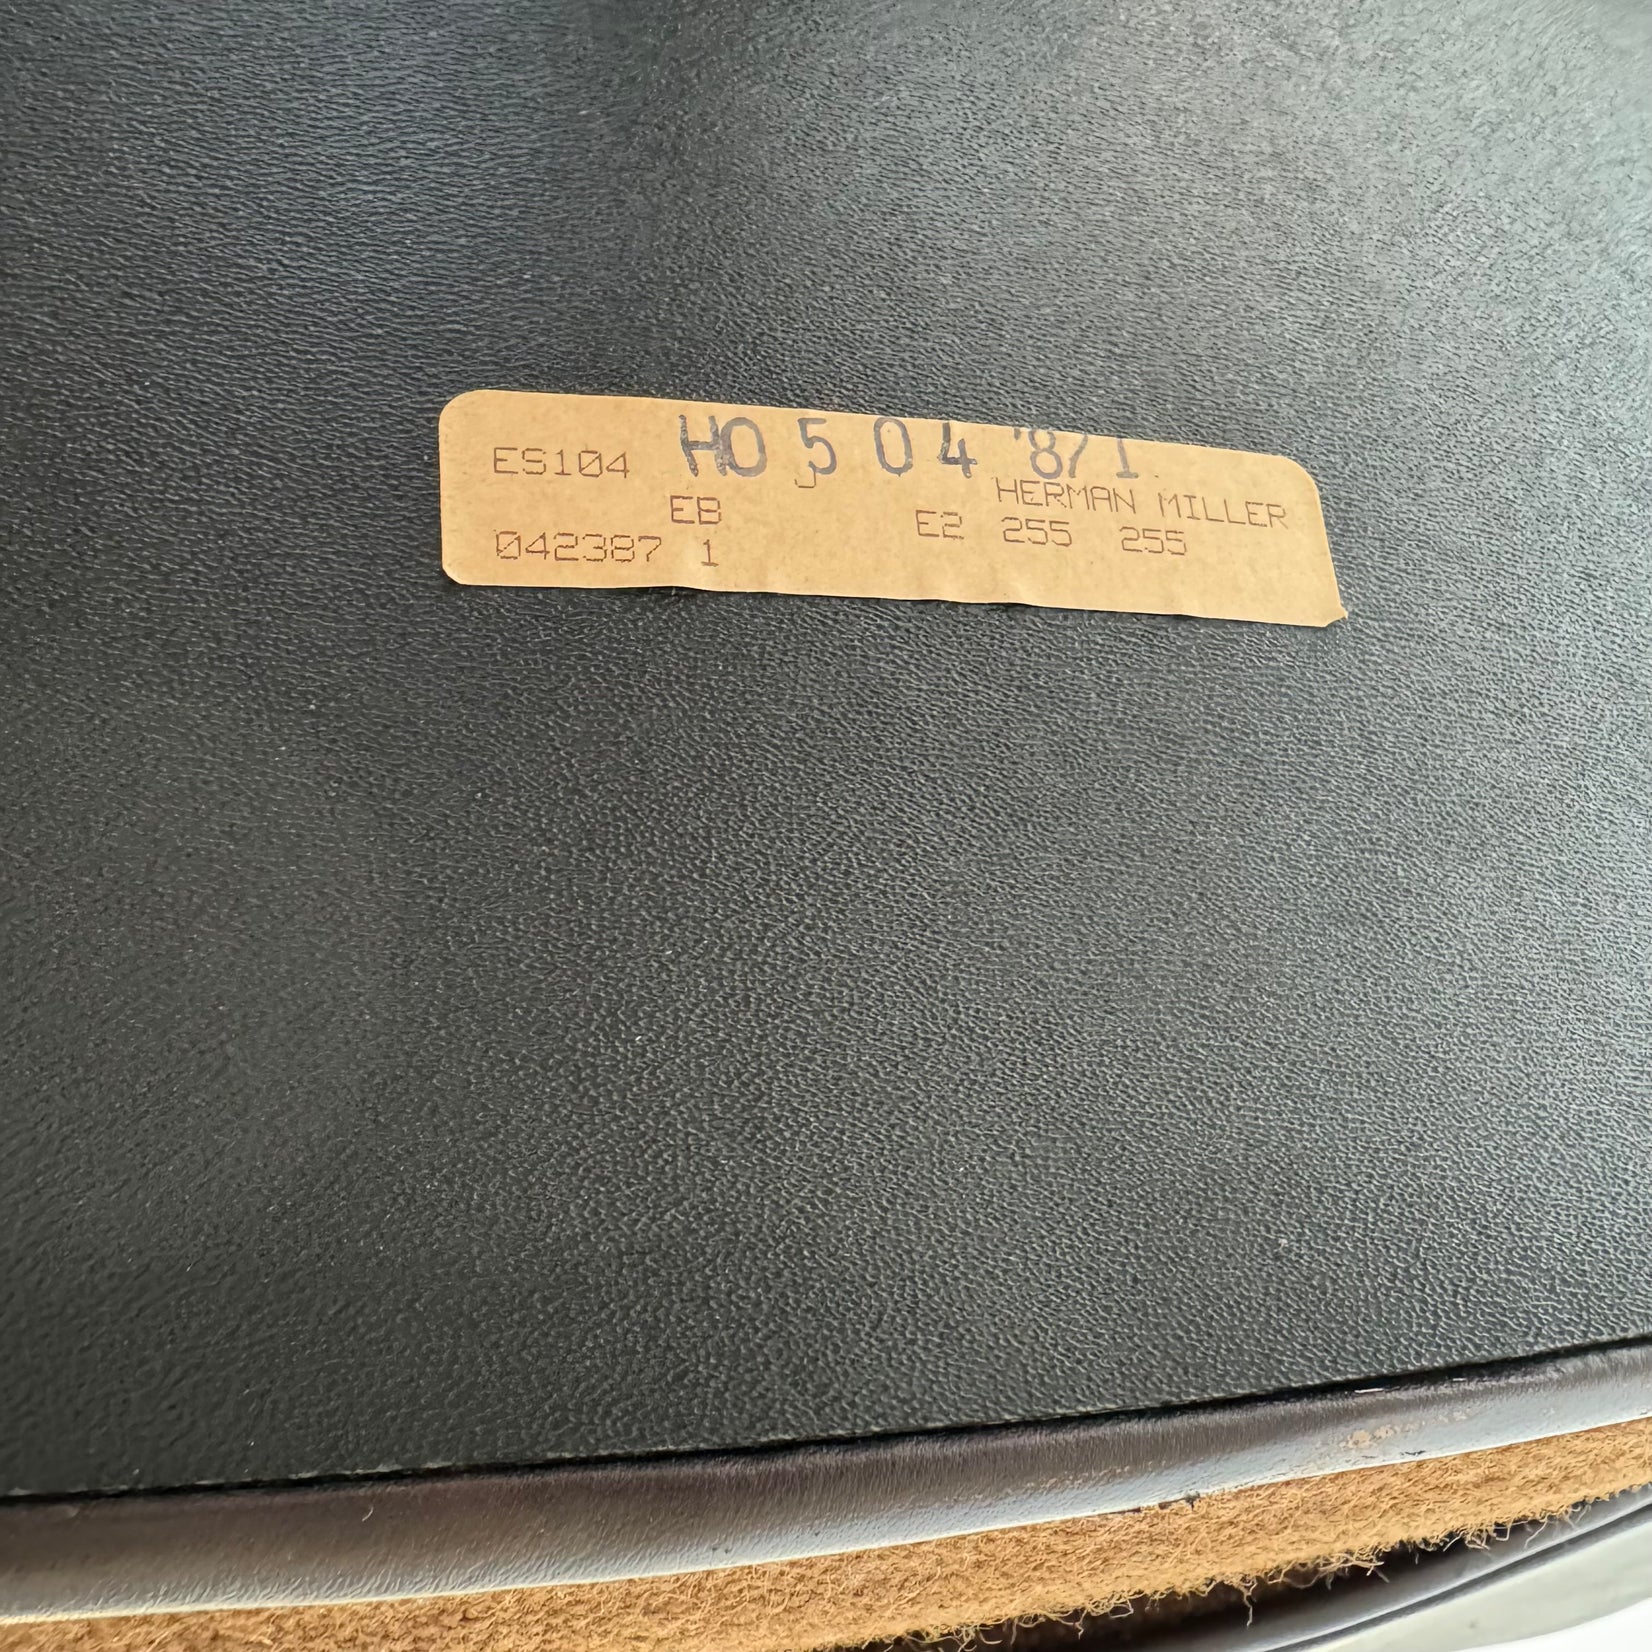 HO 5 0 4 '87 1
ES104
HERMAN MILLER
EB
E2 255 255
042387 1